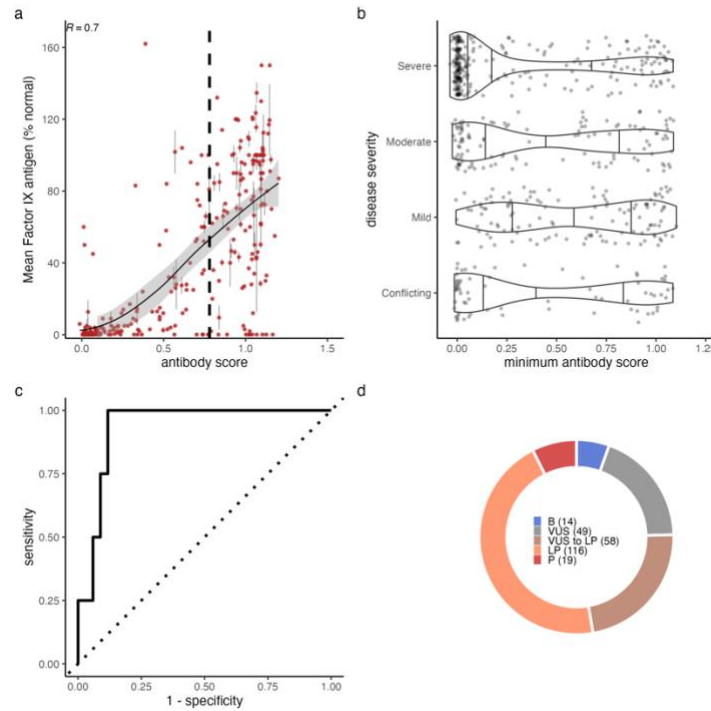 a
R = 0.7
160
120
80
40
0
Mean Factor IX antigen (% normal)
0.0 0.5 1.0 1.5
antibody score
b
Severe
Moderate
Mild
Conflicting
disease severity
0.00 0.25 0.50 0.75 1.00 1.25
minimum antibody score
c
1.00
0.75
0.50
0.25
0.00
sensitivity
0.00 0.25 0.50 0.75 1.00
1 - specificity
d
B (14)
VUS (49)
VUS to LP (58)
LP (116)
P (19)